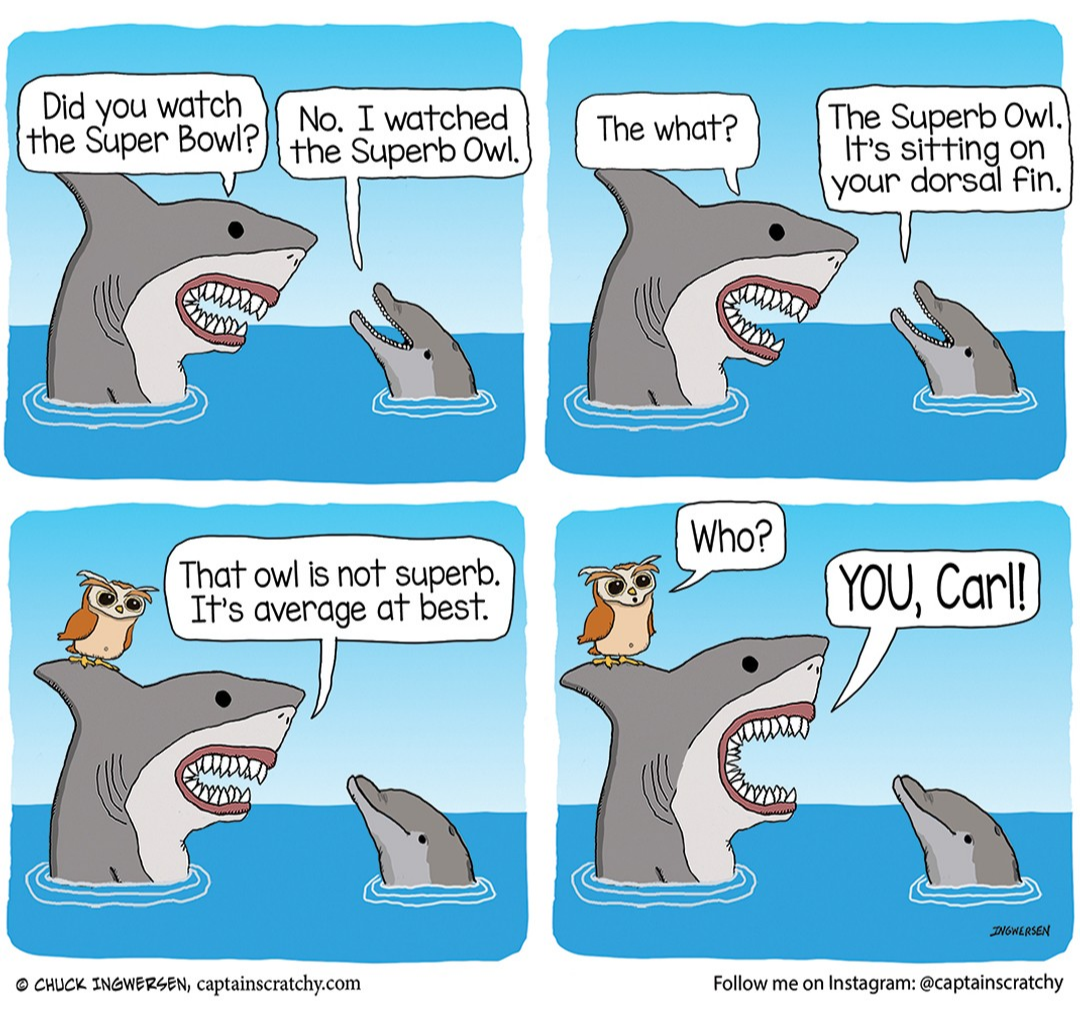 Did you watch
the Super Bowl?
No. I watched
the Superb Owl.
The what?
The Superb Owl.
It's sitting on
your dorsal fin.
That owl is not superb.
It's average at best.
Who?
YOU, Carl!
INGWERSEN
© CHUCK INGWERSEN, captainscratchy.com
Follow me on Instagram: @captainscratchy